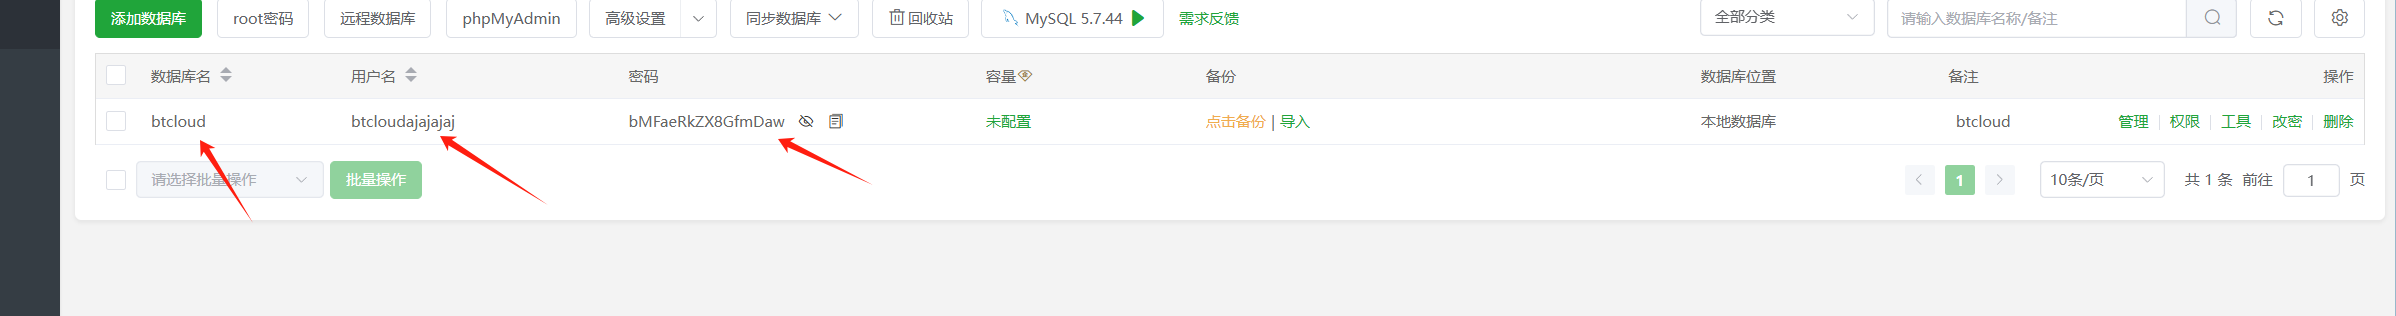 添加数据库 root密码 远程数据库 phpMyAdmin 高级设置 同步数据库 回收站 MySQL 5.7.44 需求反馈 全部分类 请输入数据库名称/备注
数据库名 用户名 密码 容量 备份 数据库位置 备注 操作
btcloud btcloudajajajaj bMFaeRkZX8GfmDaw 未配置 点击备份 | 导入 本地数据库 btcloud 管理 | 权限 | 工具 | 改密 | 删除
请选择批量操作 批量操作 1 10条/页 共 1 条 前往 1 页